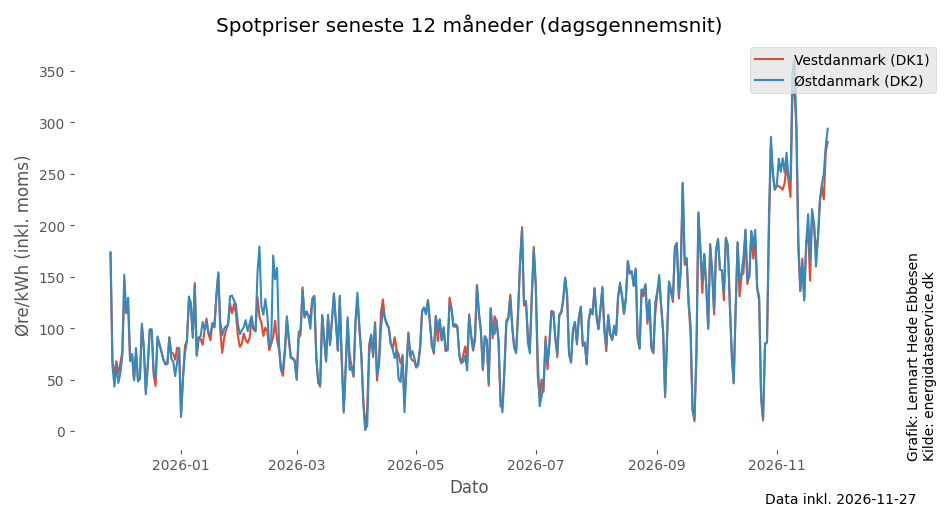 Spotpriser seneste 12 måneder (dagsgennemsnit)
Vestdanmark (DK1)
Østdanmark (DK2)
Øre/kWh (inkl. moms)
350
300
250
200
150
100
50
0
2026-01
2026-03
2026-05
2026-07
2026-09
2026-11
Dato
Grafik: Lennart Hede Ebbesen
Kilde: energidataservice.dk
Data inkl. 2026-11-27